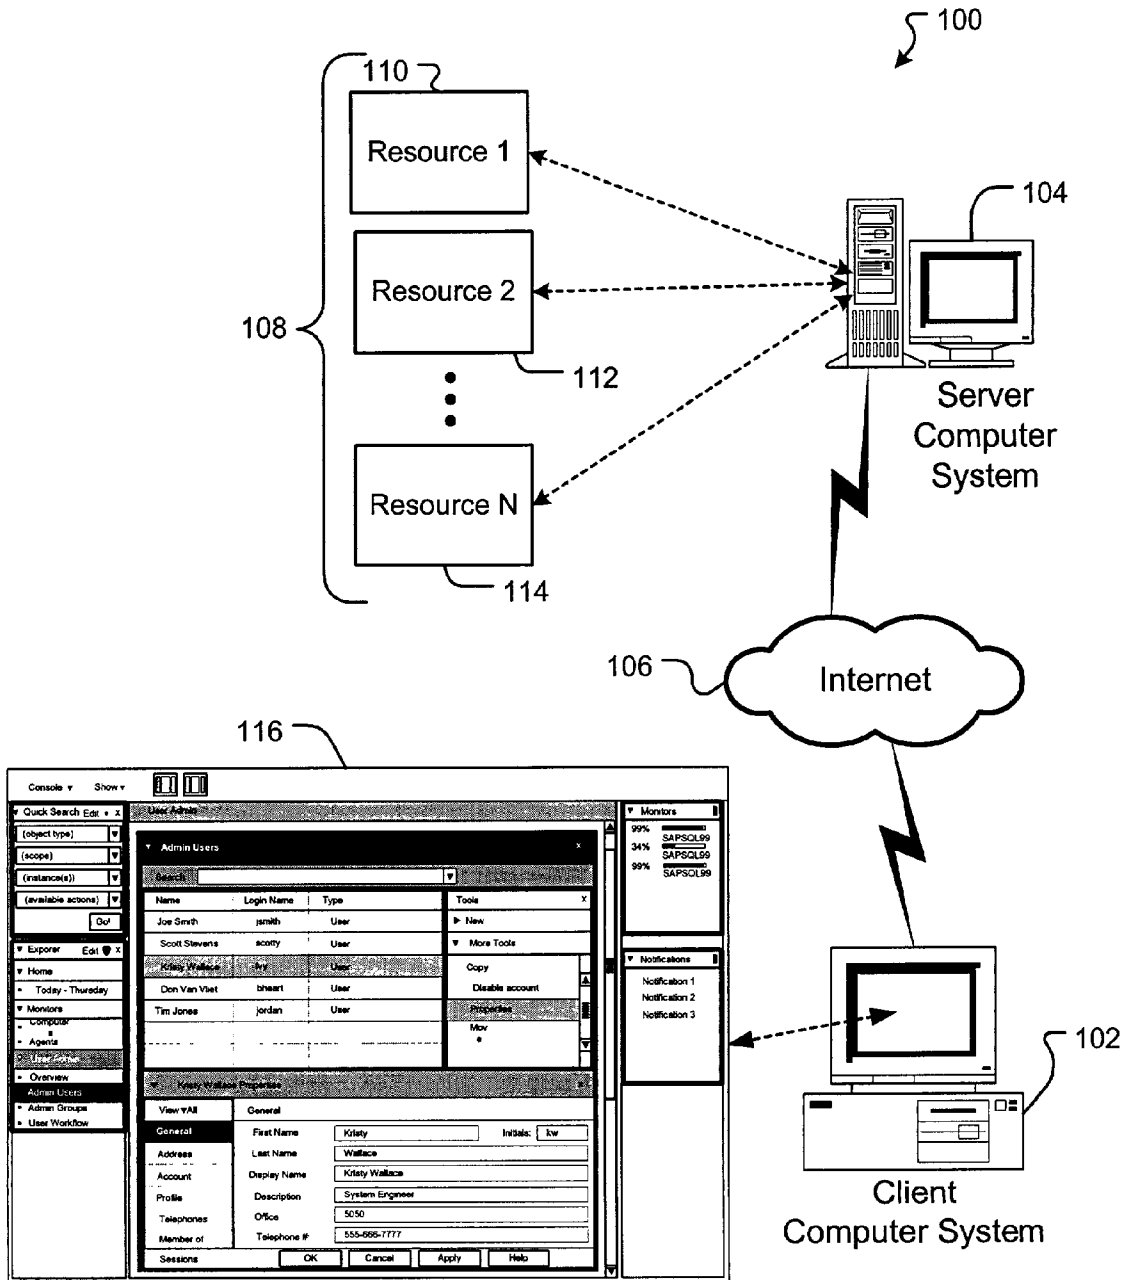 100
110
Resource 1
104
Resource 2
108
112
Server
Computer
System
Resource N
114
106
Internet
116
Console Show
Quick Search Edit x
(object type)
(scope)
(instance(s))
(available actions)
Go!
Exporer Edit x
Home
Today - Thursday
Monitors
Computer
Agents
Overview
Admin Users
Admin Groups
User Workflow
User Admin
Admin Users x
Search
Name Login Name Type
Joe Smith jsmith User
Scott Stevens scotty User
Kristy Wallace User
Don Van Vliet bheart User
Tim Jones jordan User
Tools x
New
More Tools
Copy
Disable account
Properties
Mov
Kristy Wallace Properties x
View All
General
Address
Account
Profile
Telephones
Member of
Sessions
General
First Name Kristy Initials: kw
Last Name Wallace
Display Name Kristy Wallace
Description System Engineer
Office 5050
Telephone # 555-666-7777
OK Cancel Apply Help
Monitors
99%
SAPSQL99
34%
SAPSQL99
99%
SAPSQL99
Notifications
Notification 1
Notification 2
Notification 3
102
Client
Computer System